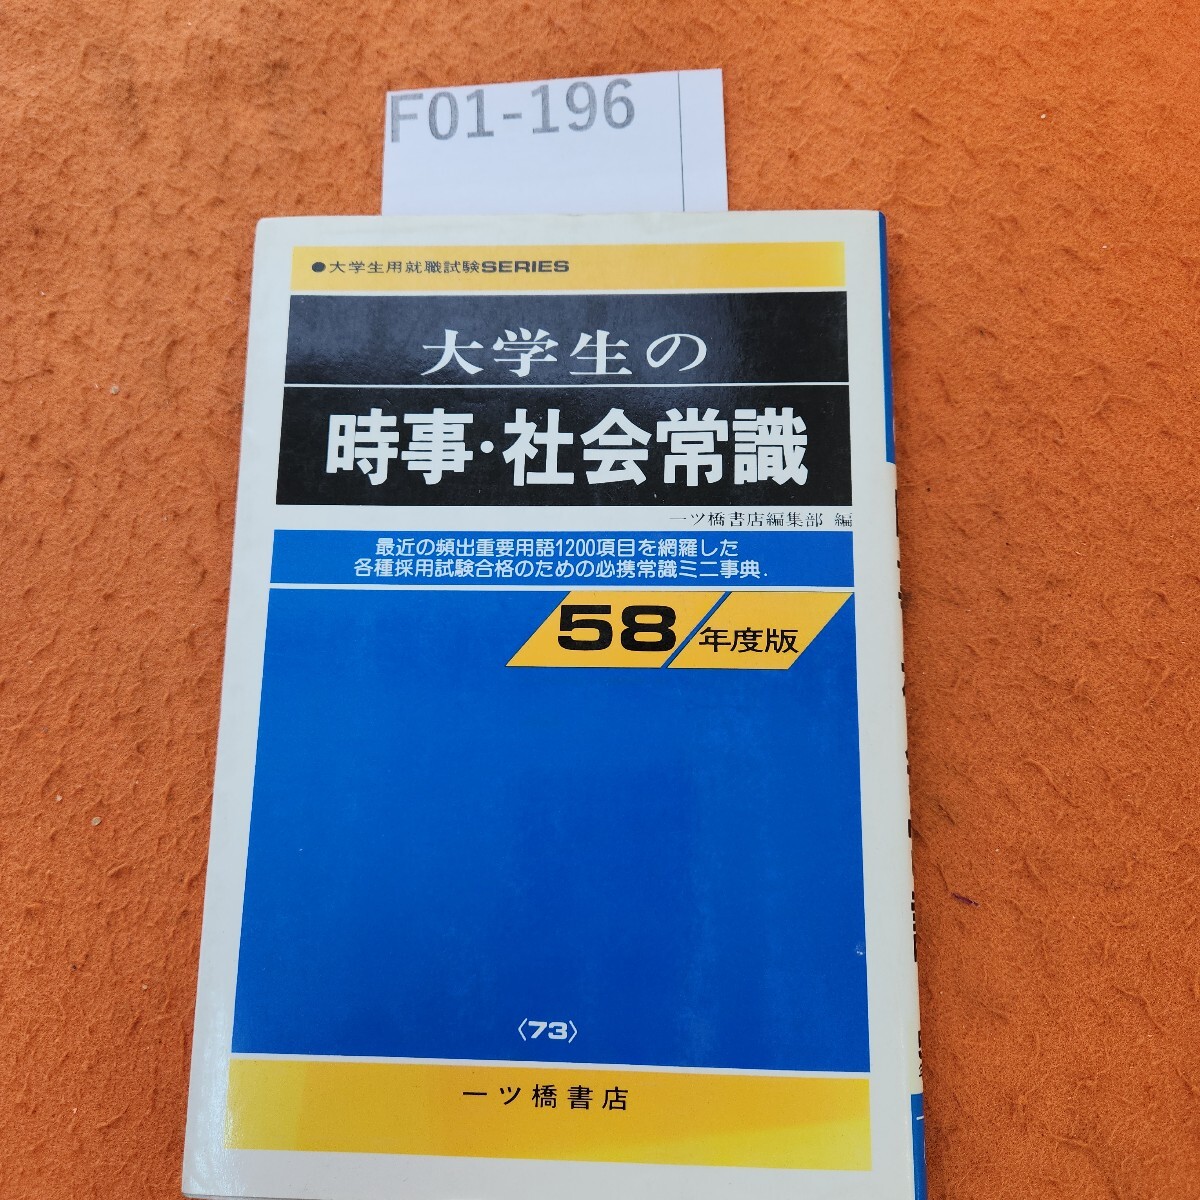 F01-196
●大学生用就職試験SERIES
大学生の
時事・社会常識
一ツ橋書店編集部 編
最近の頻出重要用語1200項目を網羅した
各種採用試験合格のための必携常識ミニ事典.
58/年度版
〈73〉
一ツ橋書店